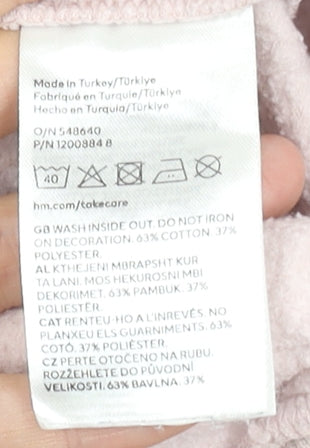 Made in Turkey/Türkiye
Fabriqué en Turquie/Türkiye
Hecho en Turquía/Türkiye
O/N 548640
P/N 1200884 8
40
hm.com/takecare
GB WASH INSIDE OUT. DO NOT IRON
ON DECORATION. 63% COTTON. 37%
POLYESTER.
AL KTHEJENI MBRAPSHT KUR
TA LANI. MOS HEKUROSNI MBI
DEKORIMET. 63% PAMBUK. 37%
POLIESTËR.
CAT RENTEU-HO A L'INREVÉS. NO
PLANXEU ELS GUARNIMENTS. 63%
COTÓ. 37% POLIÈSTER.
CZ PERTE OTOČENO NA RUBU.
ROZŽEHLETE DO PŮVODNÍ
VELIKOSTI. 63% BAVLNA. 37%